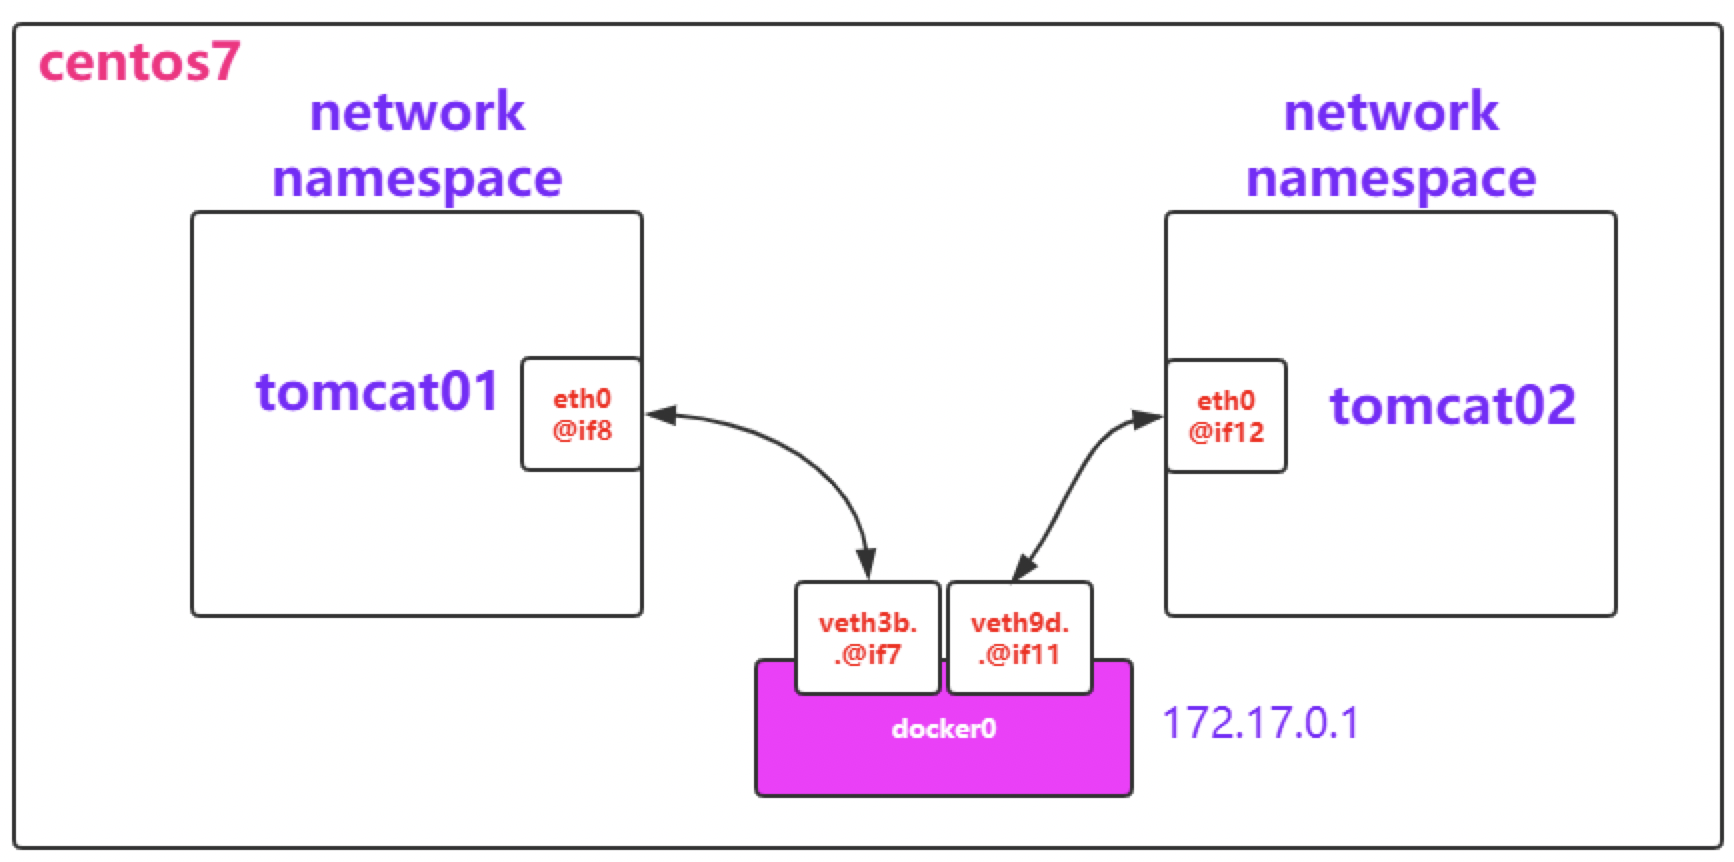 centos7
network
namespace
network
namespace
tomcat01
eth0
@if8
eth0
@if12
tomcat02
veth3b.
.@if7
veth9d.
.@if11
docker0
172.17.0.1